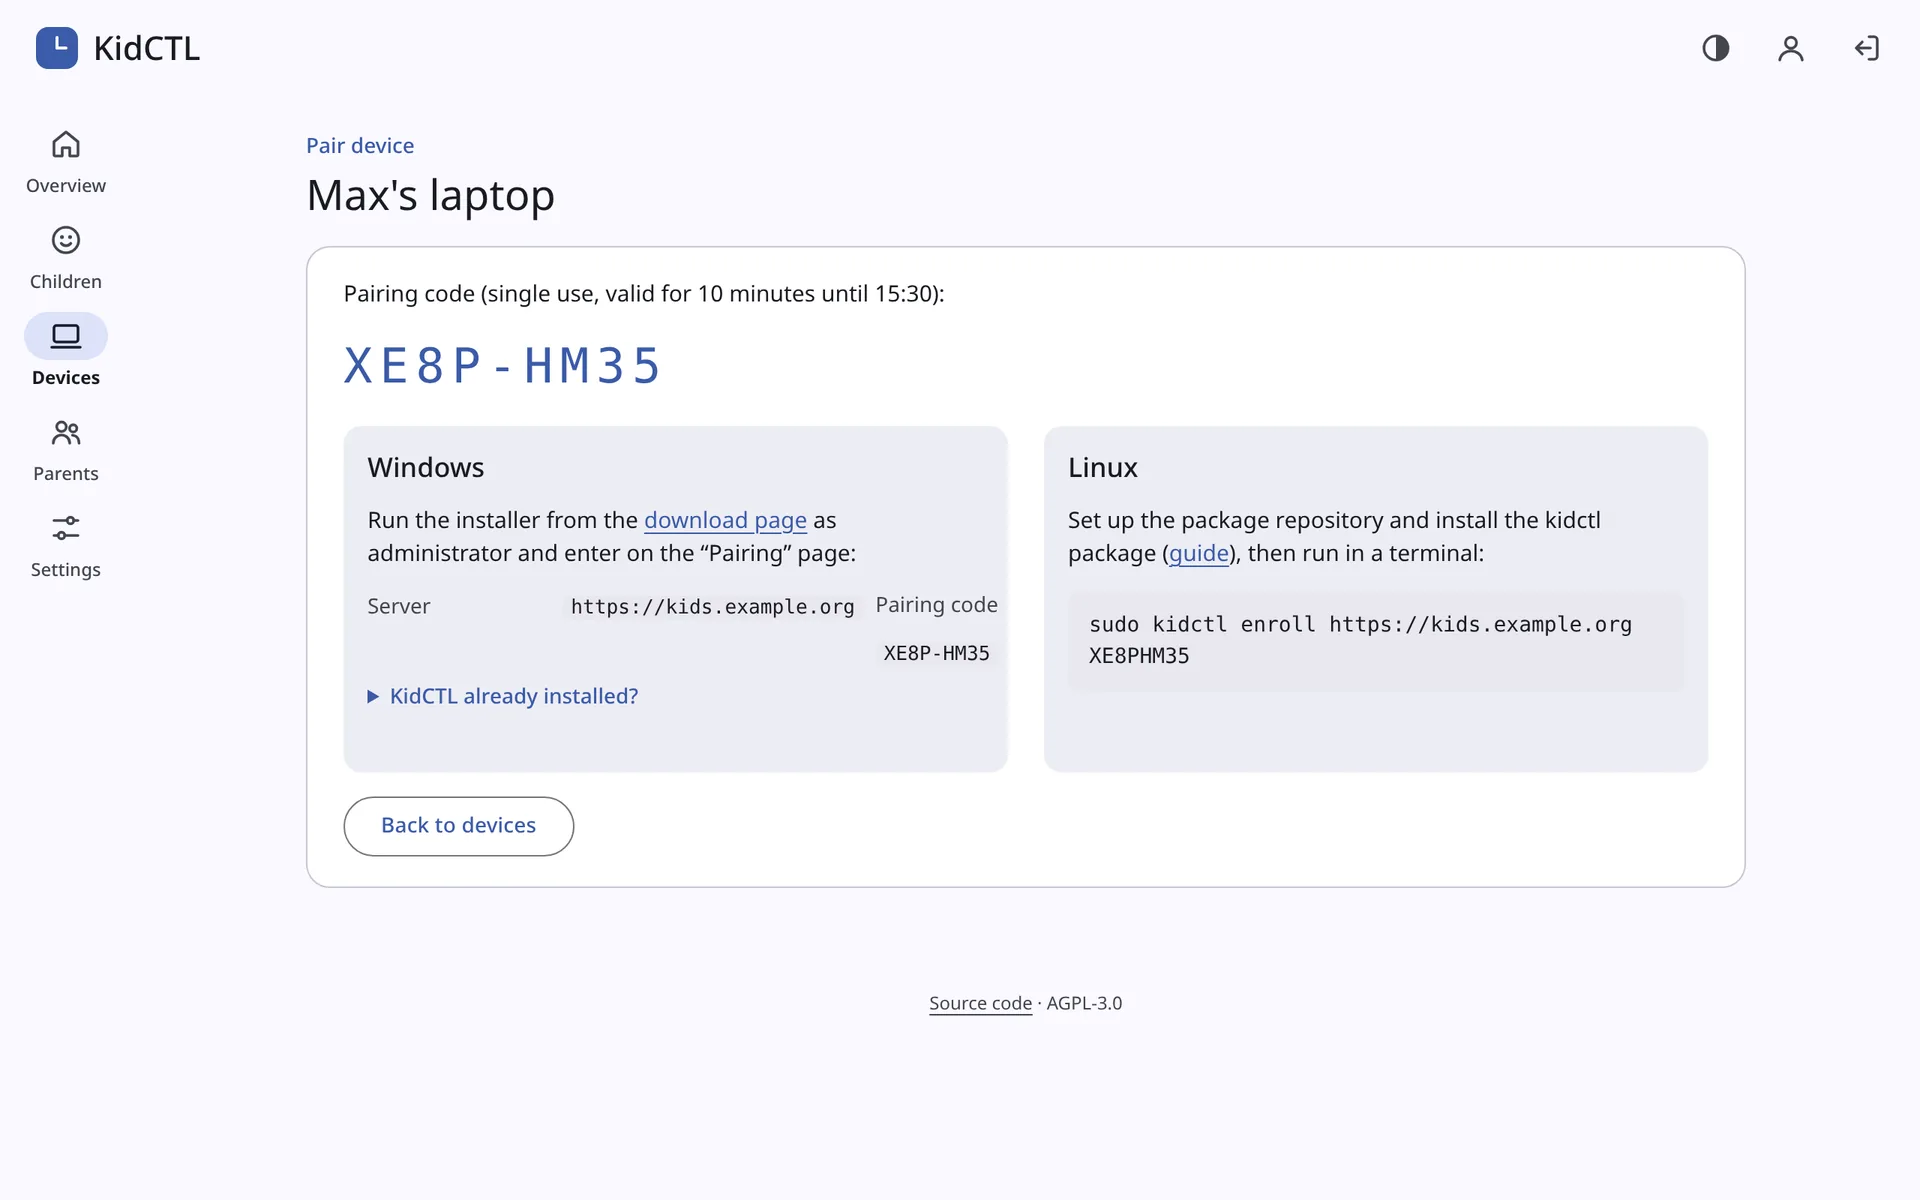 KidCTL
Overview
Children
Devices
Parents
Settings
Pair device
Max's laptop
Pairing code (single use, valid for 10 minutes until 15:30):
XE8P-HM35
Windows
Run the installer from the download page as
administrator and enter on the “Pairing” page:
Server https://kids.example.org Pairing code
XE8P-HM35
KidCTL already installed?
Linux
Set up the package repository and install the kidctl
package (guide), then run in a terminal:
sudo kidctl enroll https://kids.example.org
XE8PHM35
Back to devices
Source code · AGPL-3.0